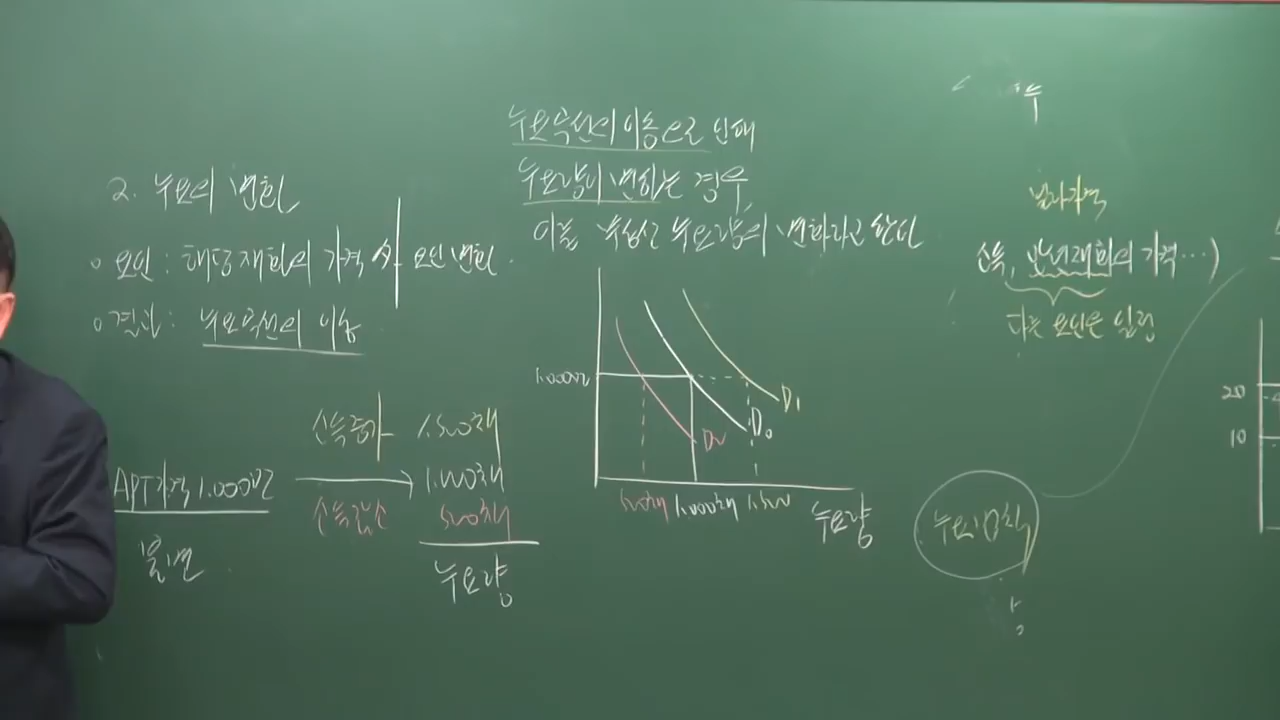 2. 수요의 변화
o 요인 : 해당재화의 가격 外 요인 변화.
o 결과 : 수요곡선의 이동
소득증가 1.500채
APT가격 1.000만 → 1.000채
소득감소 500채
불변
수요량
수요곡선의 이동으로 인해
수요량이 변하는 경우,
이를 수요량의 변화라고 한다
1.000만
D₂ D₀ D₁
500채 1.000채 1.500
수요량
소득, 관련재화의 가격…)
다른 요인은 일정
수요법칙
20
10